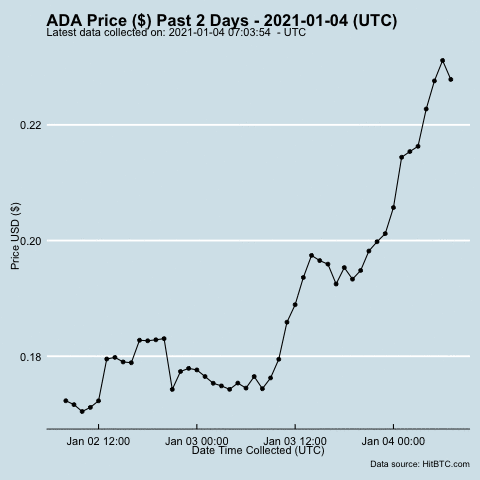 ADA Price ($) Past 2 Days - 2021-01-04 (UTC)
Latest data collected on: 2021-01-04 07:03:54  - UTC
0.22
0.20
0.18
Price USD ($)
Jan 02 12:00
Jan 03 00:00
Jan 03 12:00
Jan 04 00:00
Date Time Collected (UTC)
Data source: HitBTC.com